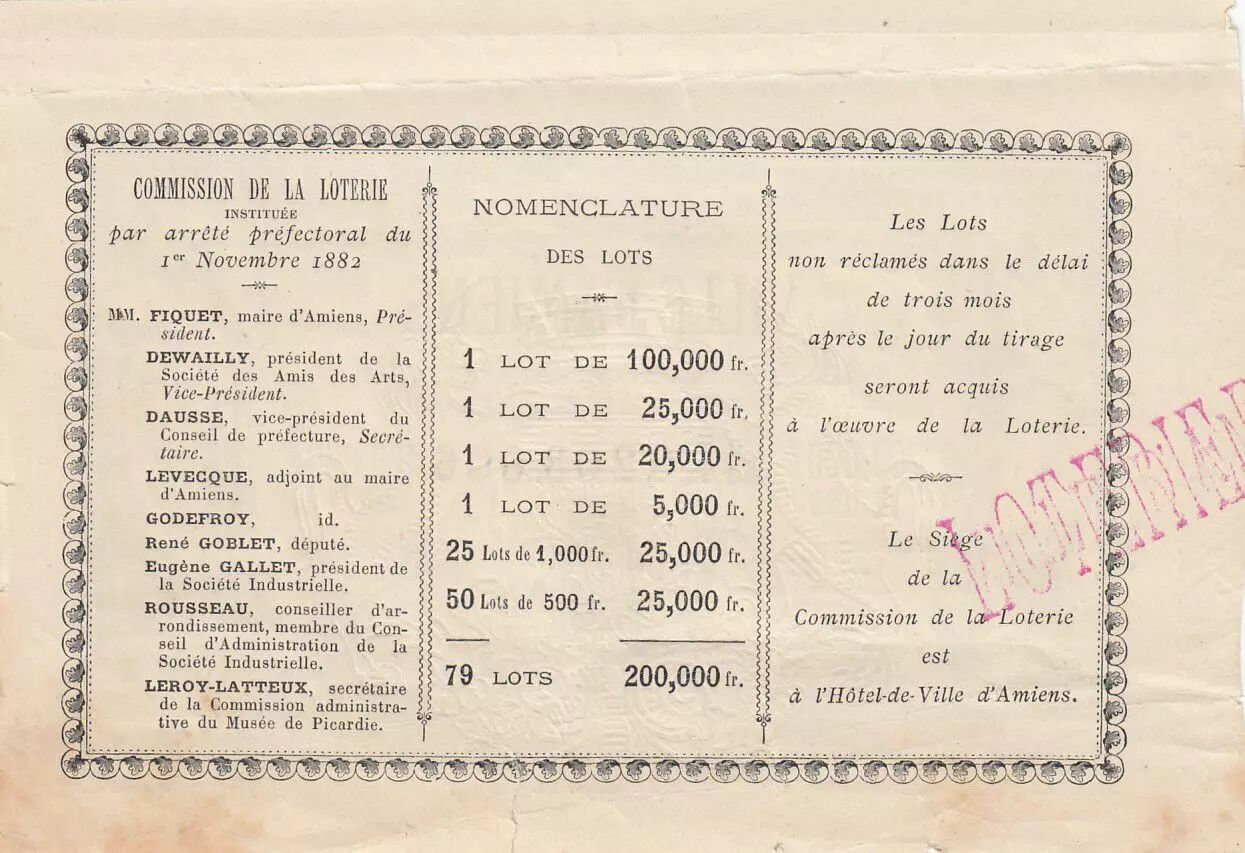 COMMISSION DE LA LOTERIE
INSTITUÉE
par arrêté préfectoral du
1er Novembre 1882
MM. FIQUET, maire d'Amiens, Pré-
sident.
DEWAILLY, président de la
Société des Amis des Arts,
Vice-Président.
DAUSSE, vice-président du
Conseil de préfecture, Secré-
taire.
LEVECQUE, adjoint au maire
d'Amiens.
GODEFROY, id.
René GOBLET, député.
Eugène GALLET, président de
la Société Industrielle.
ROUSSEAU, conseiller d'ar-
rondissement, membre du Con-
seil d'Administration de la
Société Industrielle.
LEROY-LATTEUX, secrétaire
de la Commission administra-
tive du Musée de Picardie.
NOMENCLATURE
DES LOTS
1 LOT DE 100,000 fr.
1 LOT DE 25,000 fr.
1 LOT DE 20,000 fr.
1 LOT DE 5,000 fr.
25 Lots de 1,000 fr. 25,000 fr.
50 Lots de 500 fr. 25,000 fr.
79 LOTS 200,000 fr.
Les Lots
non réclamés dans le délai
de trois mois
après le jour du tirage
seront acquis
à l'œuvre de la Loterie.
Le Siège
de la
Commission de la Loterie
est
à l'Hôtel-de-Ville d'Amiens.